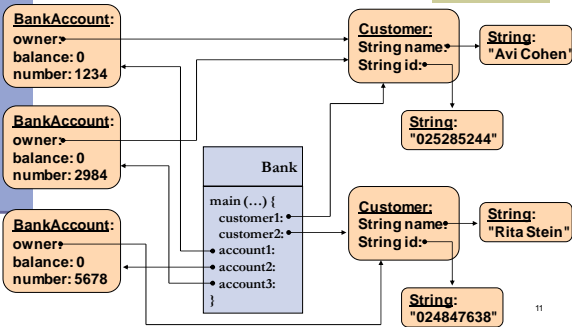 BankAccount:
owner:
balance: 0
number: 1234
BankAccount:
owner:
balance: 0
number: 2984
BankAccount:
owner:
balance: 0
number: 5678
Bank
main (…) {
customer1:
customer2:
account1:
account2:
account3:
}
Customer:
String name:
String id:
String:
"Avi Cohen"
String:
"025285244"
Customer:
String name:
String id:
String:
"Rita Stein"
String:
"024847638"
11